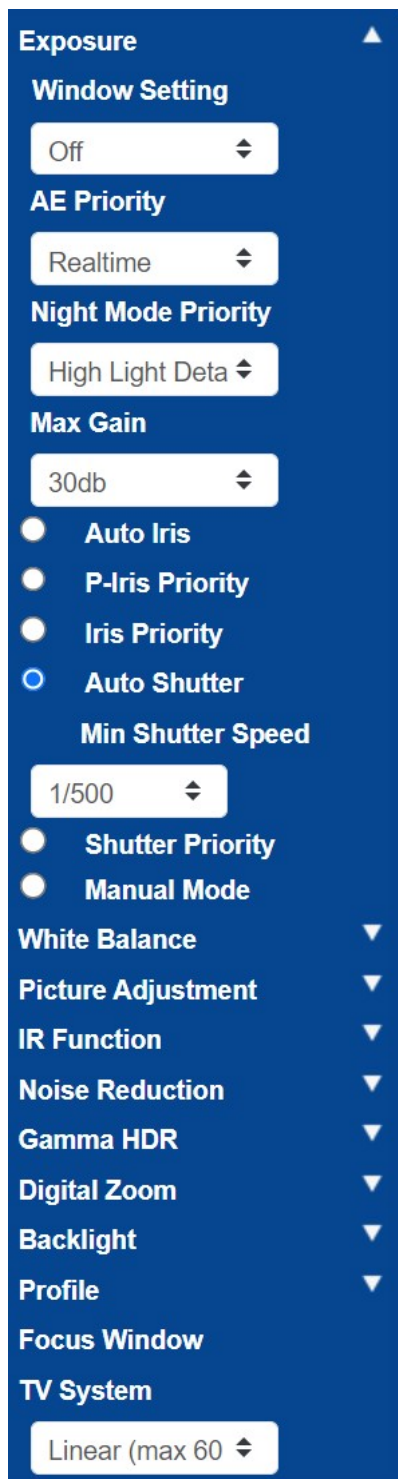 Exposure
Window Setting
Off
AE Priority
Realtime
Night Mode Priority
High Light Deta
Max Gain
30db
Auto Iris
P-Iris Priority
Iris Priority
Auto Shutter
Min Shutter Speed
1/500
Shutter Priority
Manual Mode
White Balance
Picture Adjustment
IR Function
Noise Reduction
Gamma HDR
Digital Zoom
Backlight
Profile
Focus Window
TV System
Linear (max 60